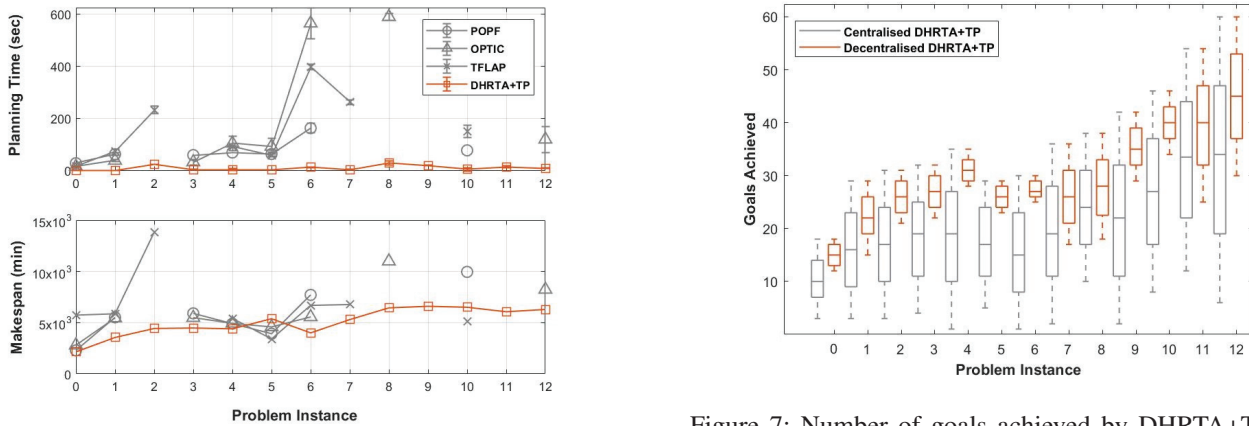 600
400
200
0
Planning Time (sec)
POPF
OPTIC
TFLAP
DHRTA+TP
0 1 2 3 4 5 6 7 8 9 10 11 12
15x10³
10x10³
5x10³
0
Makespan (min)
0 1 2 3 4 5 6 7 8 9 10 11 12
Problem Instance
60
50
40
30
20
10
Goals Achieved
Centralised DHRTA+TP
Decentralised DHRTA+TP
0 1 2 3 4 5 6 7 8 9 10 11 12
Problem Instance
Figure 7: Number of goals achieved by DHRTA+T